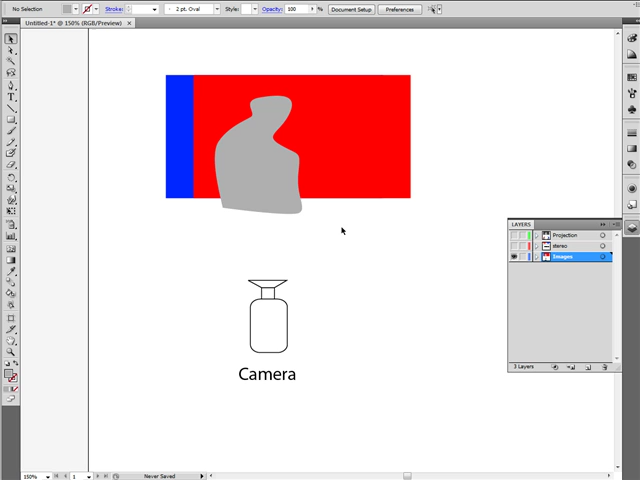 No Selection
Stroke:
2 pt. Oval
Style:
Opacity:
100
%
Document Setup
Preferences
Untitled-1* @ 150% (RGB/Preview)
×
LAYERS
Projection
stereo
Images
3 Layers
Camera
150%
1
Never Saved